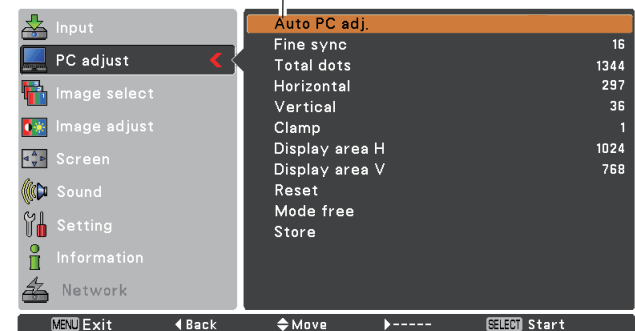 Input
PC adjust
Image select
Image adjust
Screen
Sound
Setting
Information
Network
Auto PC adj.
Fine sync 16
Total dots 1344
Horizontal 297
Vertical 36
Clamp 1
Display area H 1024
Display area V 768
Reset
Mode free
Store
MENU Exit Back Move ----- SELECT Start